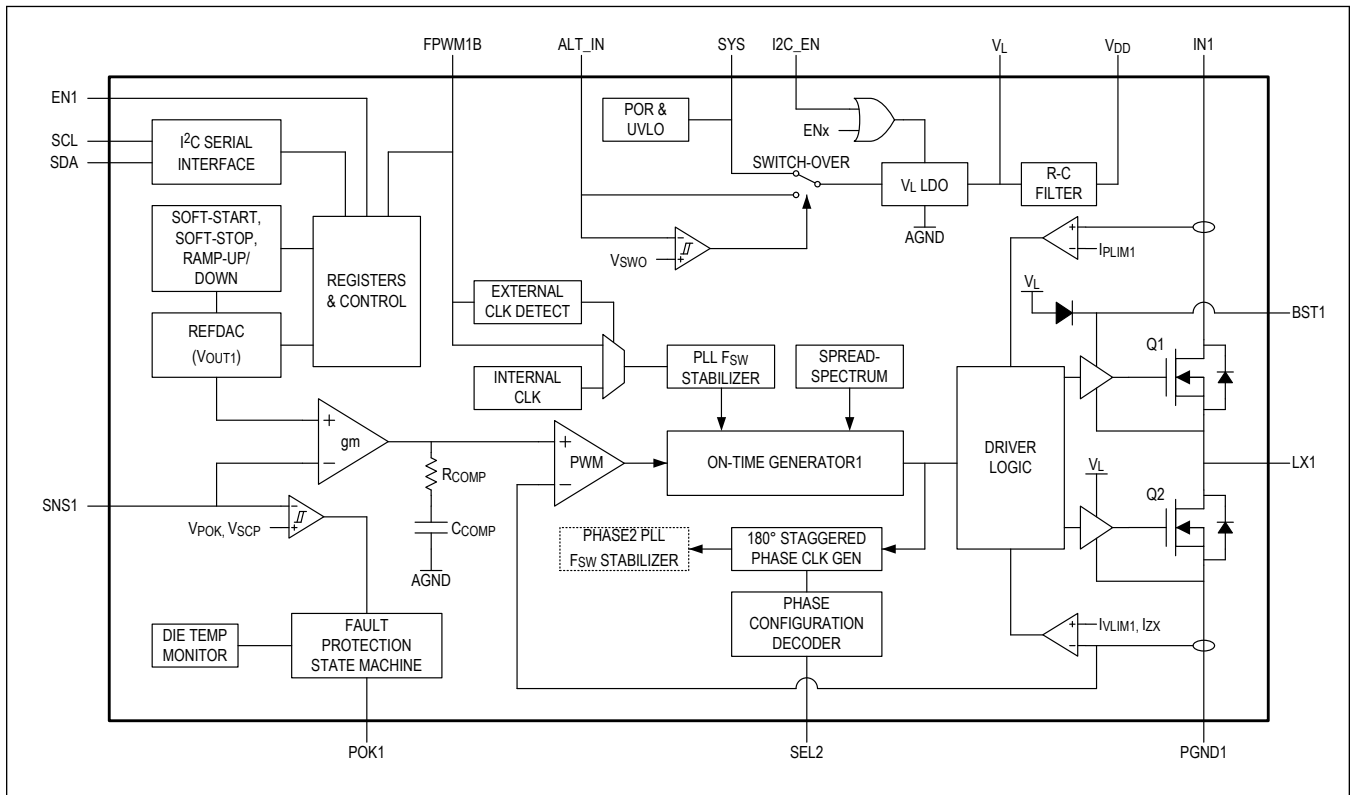 FPWM1B
ALT_IN
SYS
I2C_EN
VL
VDD
IN1
EN1
SCL
SDA
I2C SERIAL
INTERFACE
POR &
UVLO
ENx
SWITCH-OVER
VL LDO
R-C
FILTER
AGND
SOFT-START,
SOFT-STOP,
RAMP-UP/
DOWN
REGISTERS
& CONTROL
REFDAC
(VOUT1)
–
+
VSWO
+
–
IPLIM1
VL
BST1
EXTERNAL
CLK DETECT
INTERNAL
CLK
PLL FSW
STABILIZER
SPREAD-
SPECTRUM
Q1
+
–
gm
RCOMP
CCOMP
AGND
+
–
PWM
ON-TIME GENERATOR1
DRIVER
LOGIC
LX1
VL
Q2
SNS1
–
+
VPOK, VSCP
PHASE2 PLL
FSW STABILIZER
180° STAGGERED
PHASE CLK GEN
PHASE
CONFIGURATION
DECODER
+
–
IVLIM1, IZX
DIE TEMP
MONITOR
FAULT
PROTECTION
STATE MACHINE
POK1
SEL2
PGND1